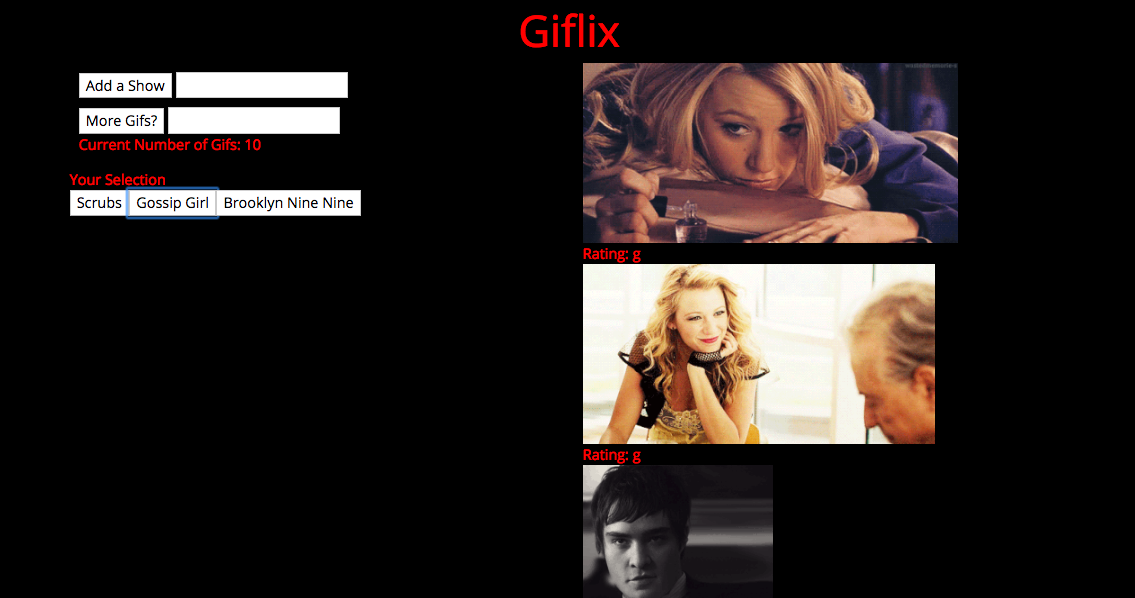 Giflix
Add a Show
More Gifs?
Current Number of Gifs: 10
Your Selection
Scrubs Gossip Girl Brooklyn Nine Nine
Rating: g
Rating: g